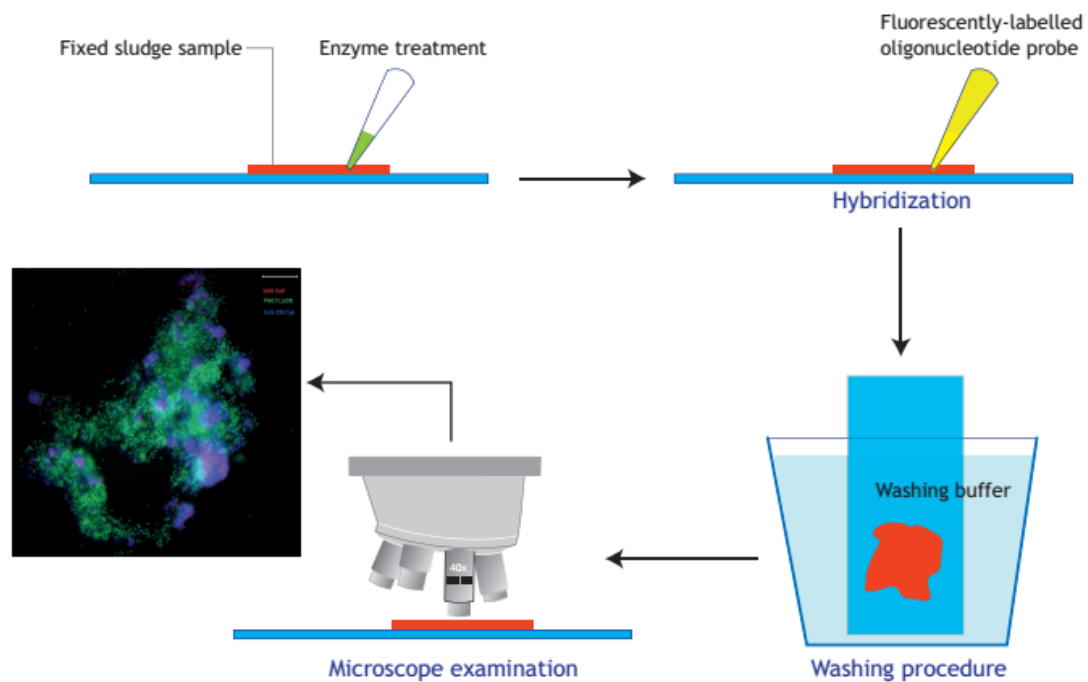 Fixed sludge sample
Enzyme treatment
Fluorescently-labelled
oligonucleotide probe
Hybridization
Washing buffer
40x
Microscope examination
Washing procedure